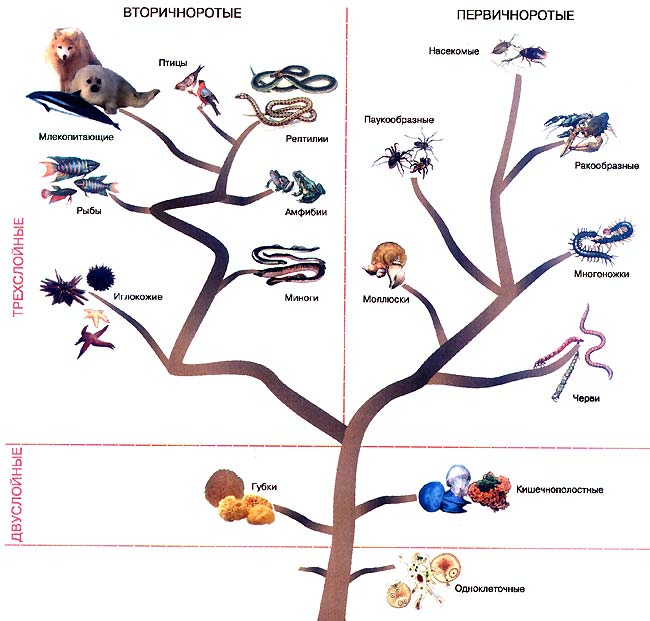 ВТОРИЧНОРОТЫЕ
ПЕРВИЧНОРОТЫЕ
Птицы
Насекомые
Млекопитающие
Рептилии
Паукообразные
Ракообразные
Рыбы
Амфибии
ТРЕХСЛОЙНЫЕ
Иглокожие
Миноги
Моллюски
Многоножки
Черви
ДВУСЛОЙНЫЕ
Губки
Кишечнополостные
Одноклеточные